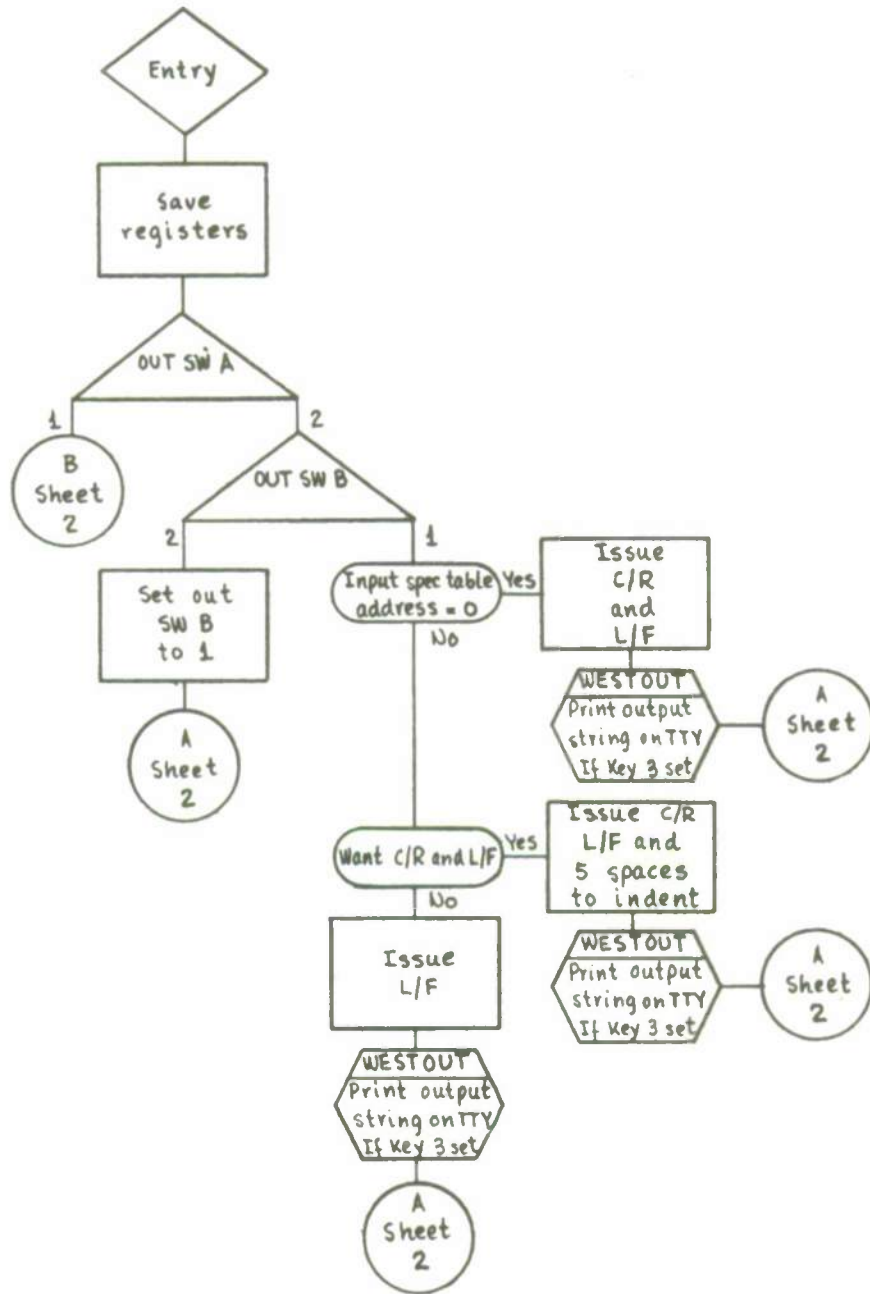 Entry
Save
registers
OUT SW A
1
2
B
Sheet
2
OUT SW B
2
1
Set out
SW B
to 1
A
Sheet
2
Input spec table
address = 0
Yes
No
Issue
C/R
and
L/F
WESTOUT
Print output
string on TTY
If Key 3 set
A
Sheet
2
Want C/R and L/F
Yes
No
Issue C/R
L/F and
5 spaces
to indent
WESTOUT
Print output
string on TTY
If Key 3 set
A
Sheet
2
Issue
L/F
WESTOUT
Print output
string on TTY
If Key 3 set
A
Sheet
2